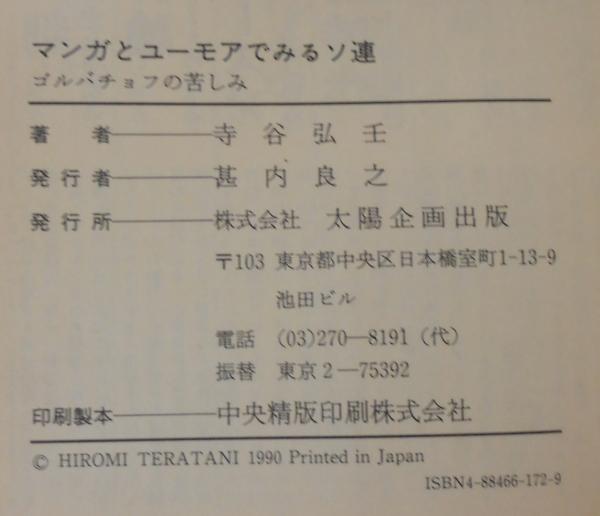 マンガとユーモアでみるソ連
ゴルバチョフの苦しみ
著 者――――寺 谷 弘 壬
発行者――――甚 内 良 之
発行所――――株式会社 太陽企画出版
〒103 東京都中央区日本橋室町1-13-9
池田ビル
電話 (03)270―8191(代)
振替 東京2―75392
印刷製本――――中央精版印刷株式会社
© HIROMI TERATANI 1990 Printed in Japan
ISBN4-88466-172-9